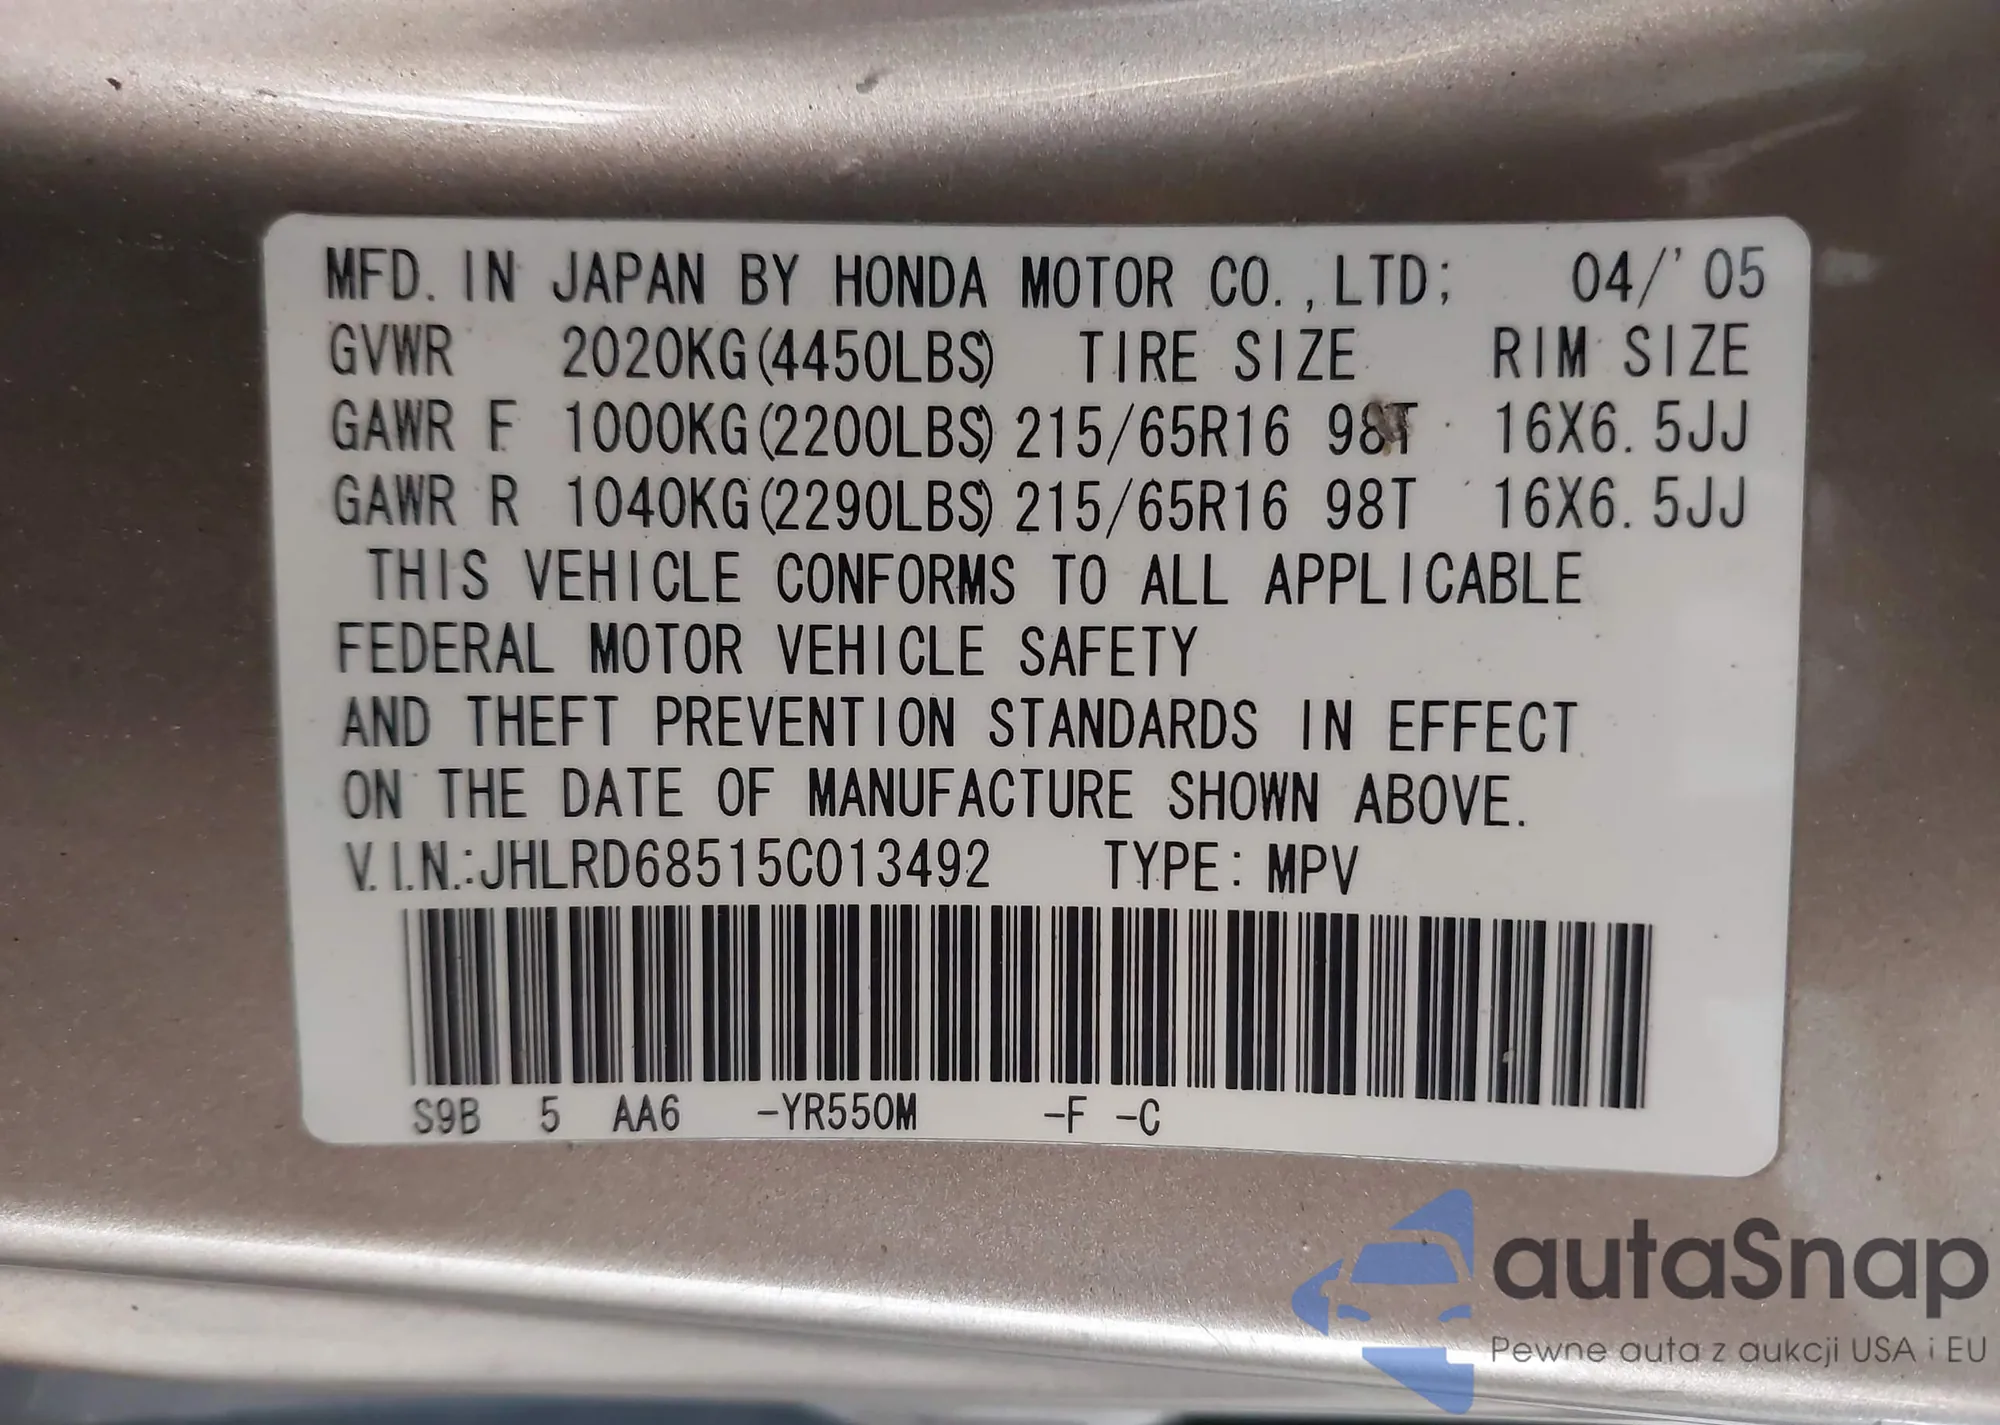 MFD. IN JAPAN BY HONDA MOTOR CO.,LTD; 04/'05
GVWR 2020KG(4450LBS) TIRE SIZE RIM SIZE
GAWR F 1000KG(2200LBS) 215/65R16 98T 16X6.5JJ
GAWR R 1040KG(2290LBS) 215/65R16 98T 16X6.5JJ
THIS VEHICLE CONFORMS TO ALL APPLICABLE
FEDERAL MOTOR VEHICLE SAFETY
AND THEFT PREVENTION STANDARDS IN EFFECT
ON THE DATE OF MANUFACTURE SHOWN ABOVE.
V.I.N.:JHLRD68515C013492 TYPE: MPV
S9B 5 AA6 -YR550M -F -C
autaSnap
Pewne auta z aukcji USA i EU